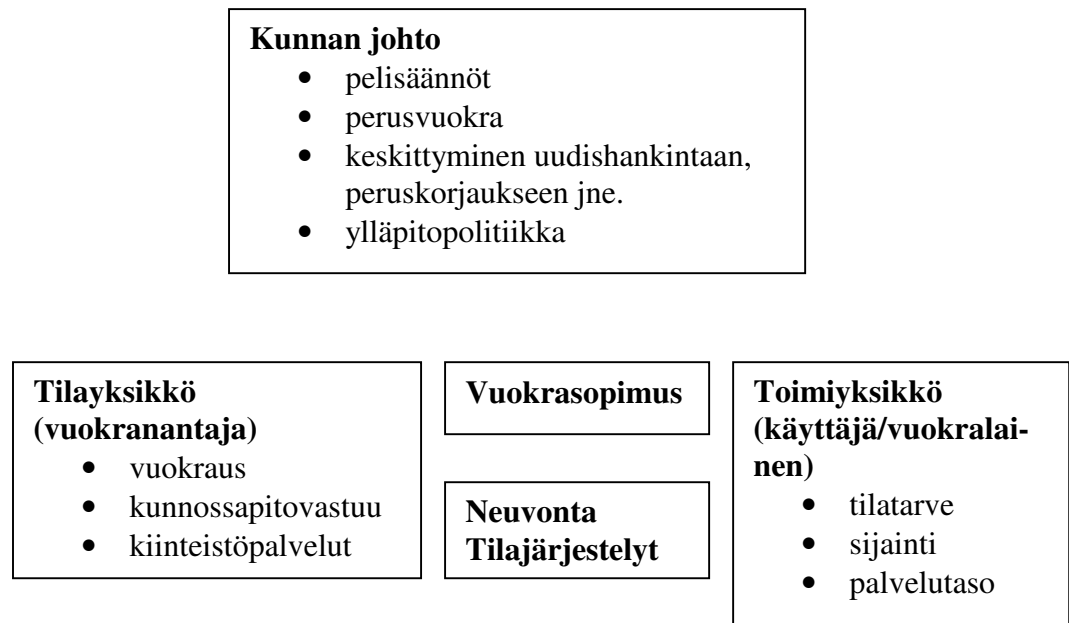 Kunnan johto
• pelisäännöt
• perusvuokra
• keskittyminen uudishankintaan,
peruskorjaukseen jne.
• ylläpitopolitiikka
Tilayksikkö
(vuokranantaja)
• vuokraus
• kunnossapitovastuu
• kiinteistöpalvelut
Vuokrasopimus
Neuvonta
Tilajärjestelyt
Toimiyksikkö
(käyttäjä/vuokralai-
nen)
• tilatarve
• sijainti
• palvelutaso